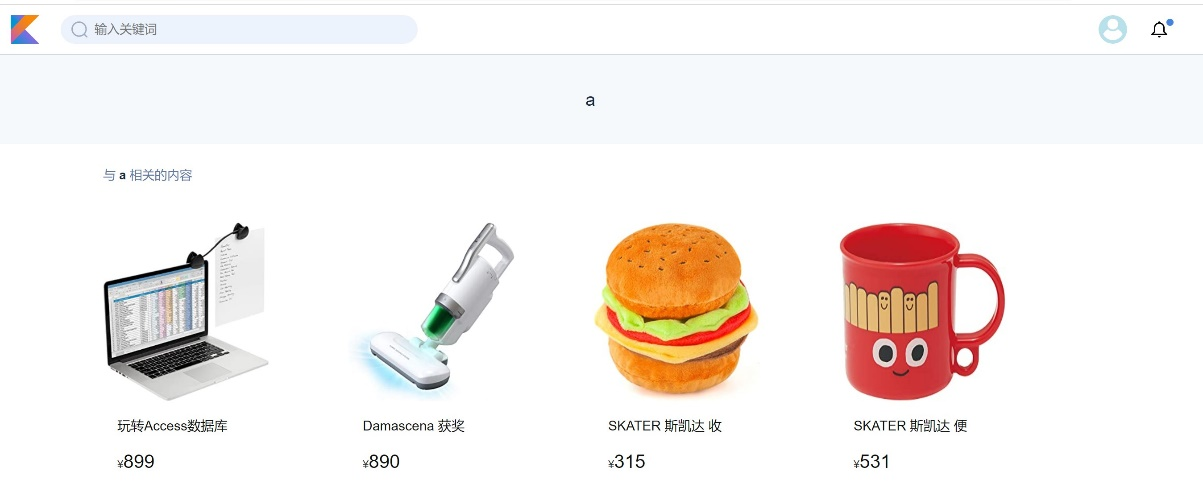 输入关键词
a
与 a 相关的内容
玩转Access数据库
Damascena 获奖
SKATER 斯凯达 收
SKATER 斯凯达 便
¥899
¥890
¥315
¥531